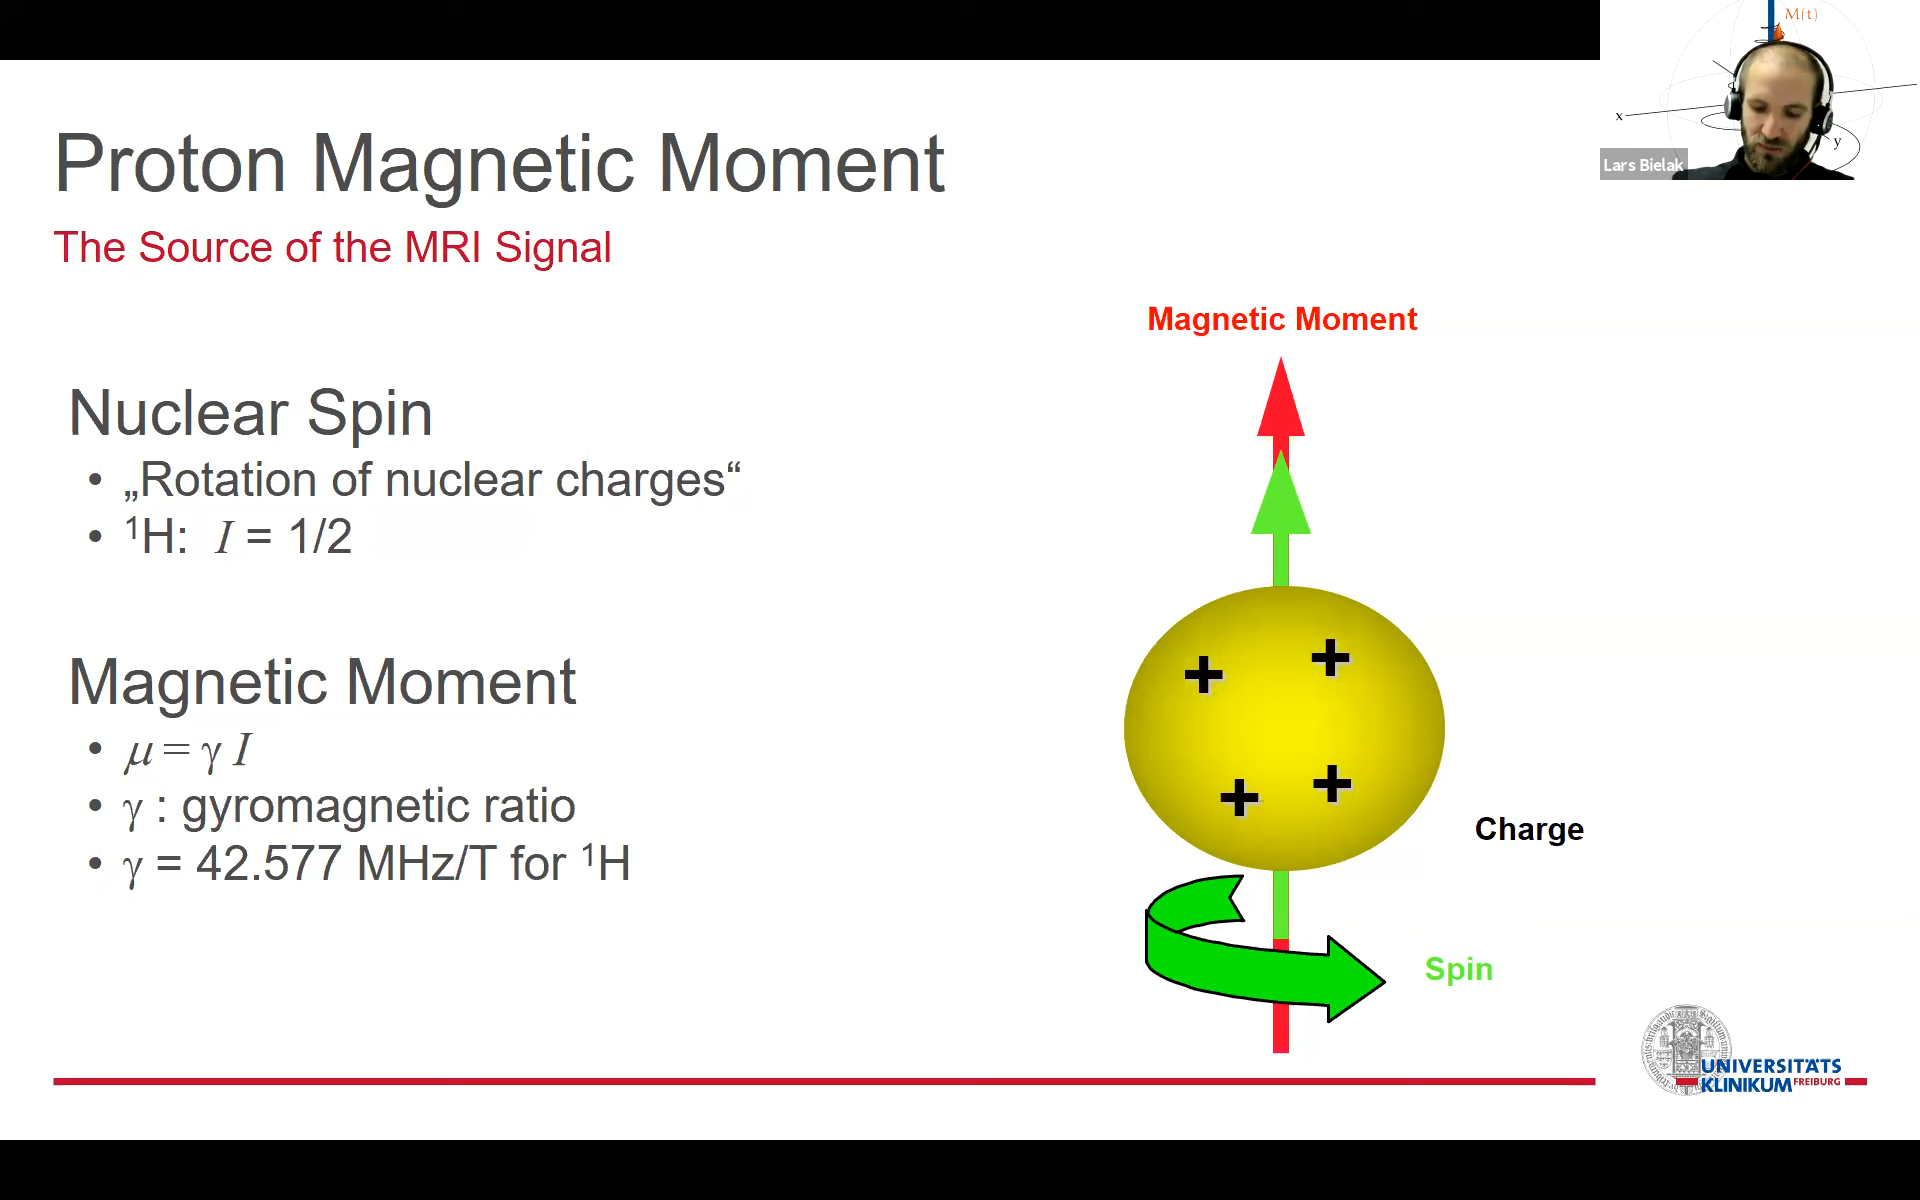 M(t)
x
y
Lars Bielak
Proton Magnetic Moment
The Source of the MRI Signal
Magnetic Moment
Nuclear Spin
• „Rotation of nuclear charges“
• ¹H: I = 1/2
Magnetic Moment
• μ = γ I
• γ : gyromagnetic ratio
• γ = 42.577 MHz/T for ¹H
+ +
+ +
Charge
Spin
UNIVERSITÄTS
KLINIKUM FREIBURG